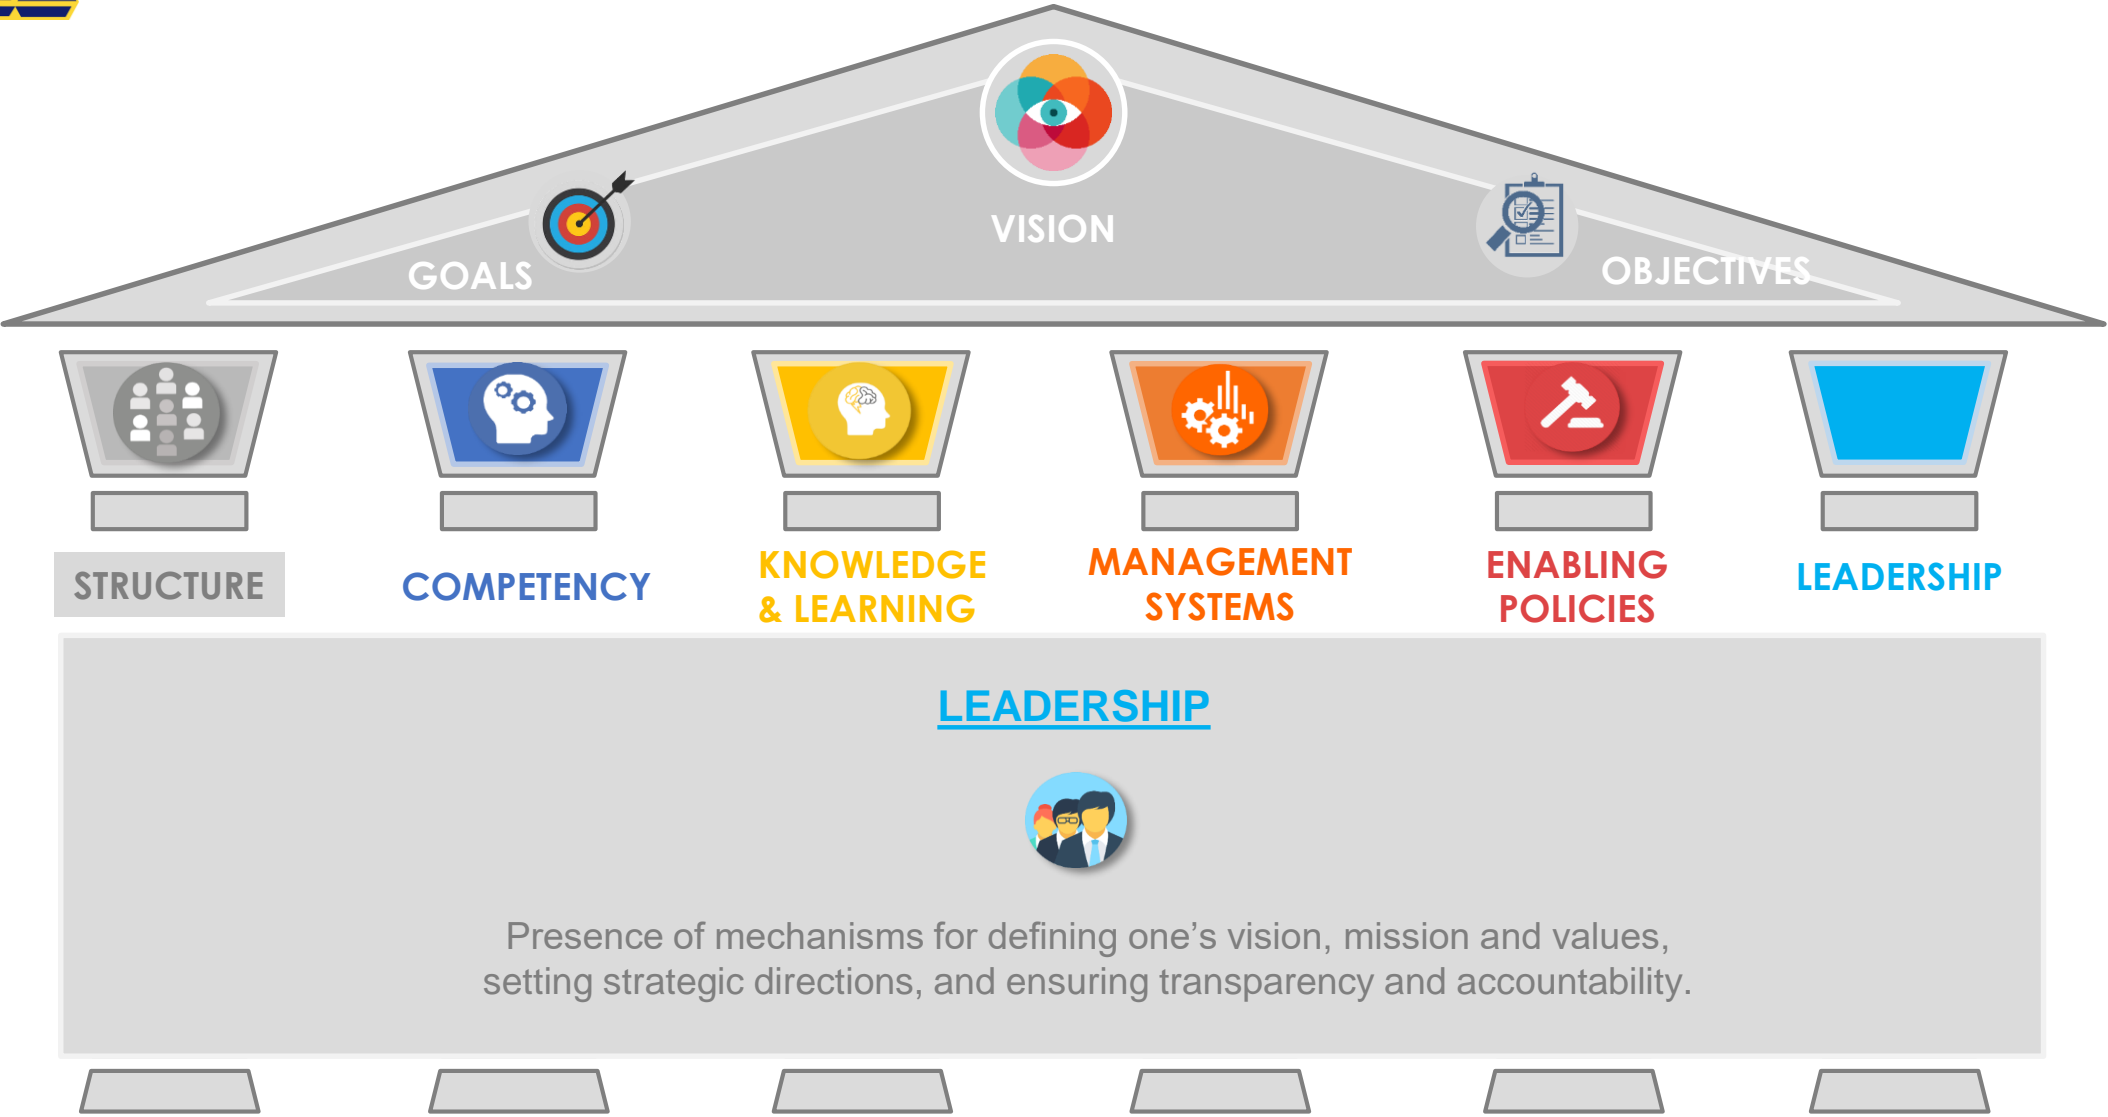 VISION
GOALS
OBJECTIVES
STRUCTURE
COMPETENCY
KNOWLEDGE
& LEARNING
MANAGEMENT
SYSTEMS
ENABLING
POLICIES
LEADERSHIP
LEADERSHIP
Presence of mechanisms for defining one’s vision, mission and values,
setting strategic directions, and ensuring transparency and accountability.